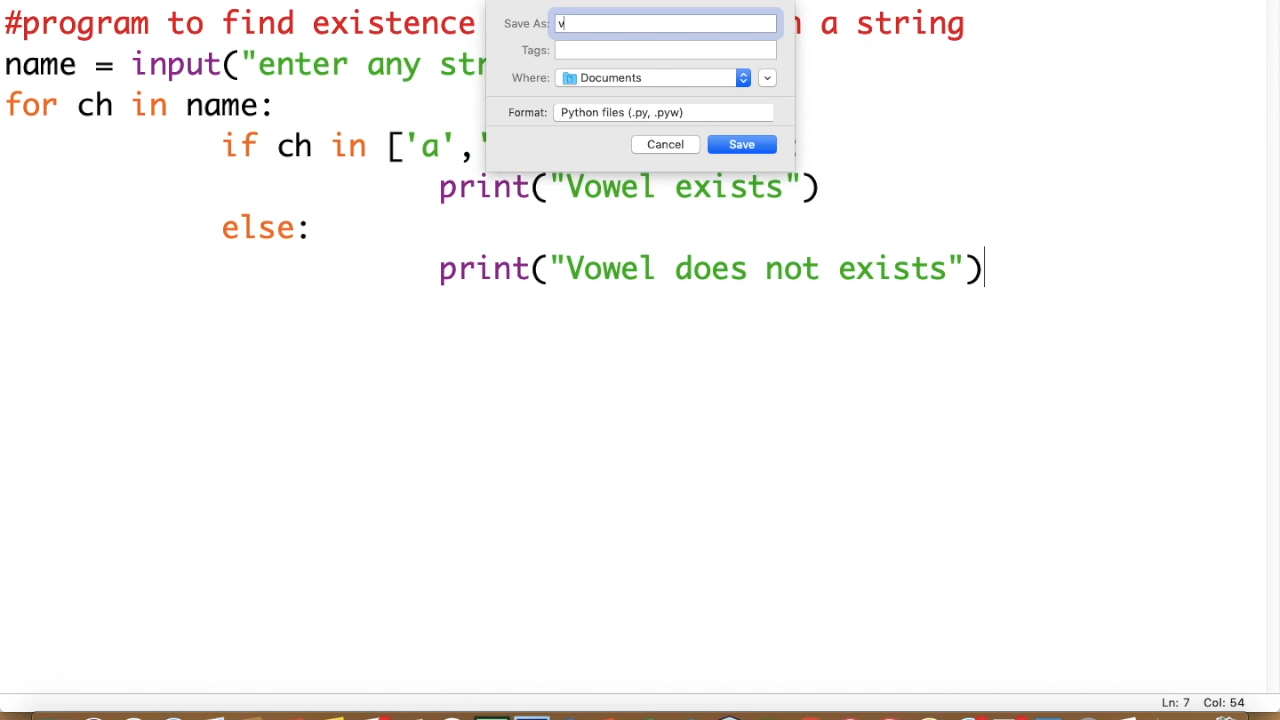 #program to find existence a string
Save As: v
Tags:
name = input("enter any
Where: Documents
for ch in name:
Format: Python files (.py, .pyw)
if ch in ['a',
Cancel Save
print("Vowel exists")
else:
print("Vowel does not exists")
Ln: 7 Col: 54